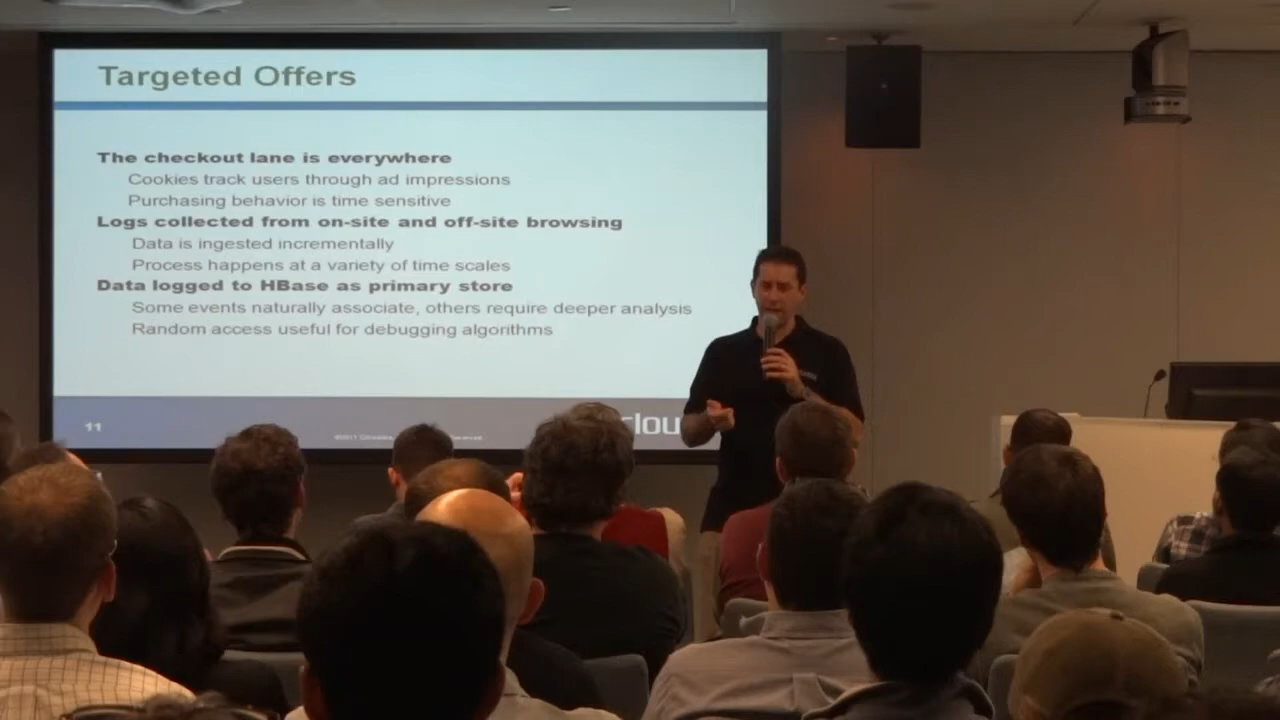 Targeted Offers
The checkout lane is everywhere
Cookies track users through ad impressions
Purchasing behavior is time sensitive
Logs collected from on-site and off-site browsing
Data is ingested incrementally
Process happens at a variety of time scales
Data logged to HBase as primary store
Some events naturally associate, others require deeper analysis
Random access useful for debugging algorithms
11
clou